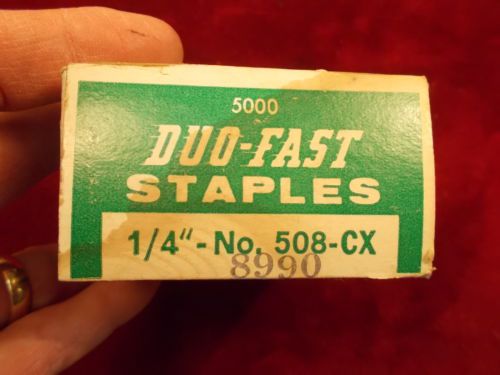 5000
DUO-FAST
STAPLES
1/4"-No. 508-CX
8990